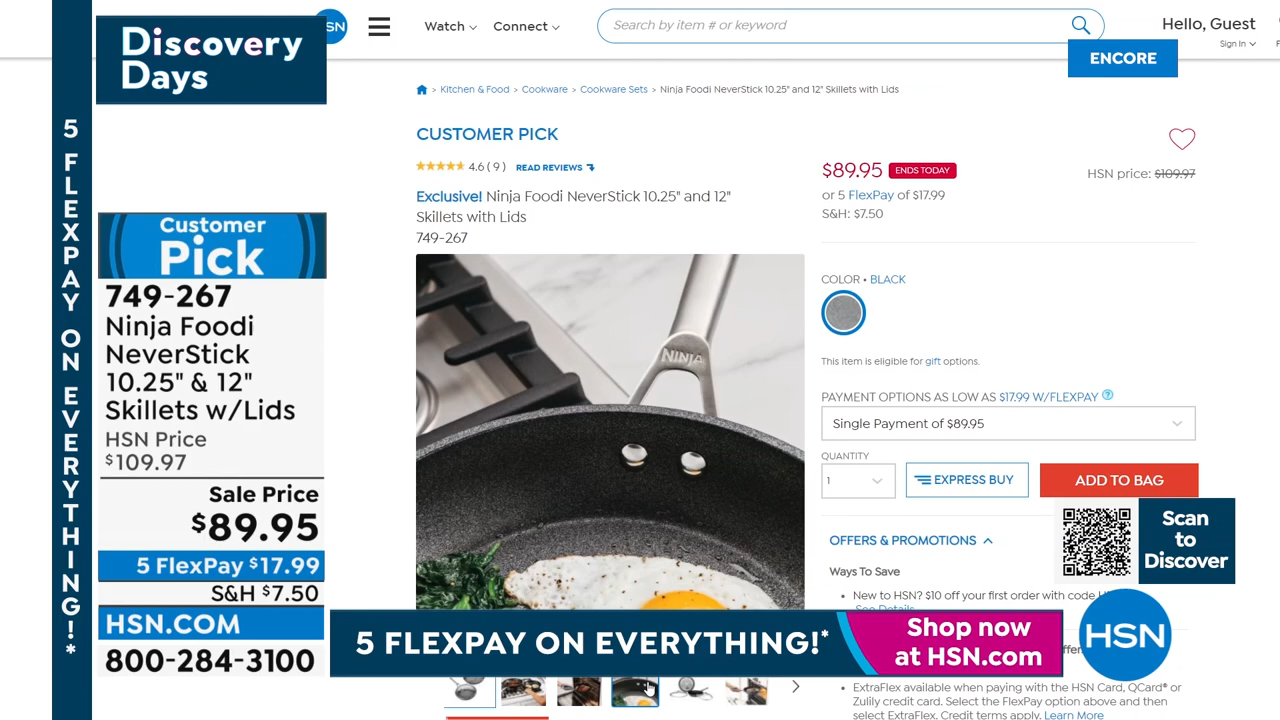 Discovery
Days
SN
Watch
Connect
Search by item # or keyword
Hello, Guest
Sign In
ENCORE
5 FLEXPAY ON EVERYTHING!*
> Kitchen & Food > Cookware > Cookware Sets > Ninja Foodi NeverStick 10.25" and 12" Skillets with Lids
CUSTOMER PICK
4.6 ( 9 ) READ REVIEWS
Exclusive! Ninja Foodi NeverStick 10.25" and 12"
Skillets with Lids
749-267
$89.95 ENDS TODAY
HSN price: $109.97
or 5 FlexPay of $17.99
S&H: $7.50
Customer
Pick
749-267
Ninja Foodi
NeverStick
10.25" & 12"
Skillets w/Lids
HSN Price
$109.97
Sale Price
$89.95
5 FlexPay $17.99
S&H $7.50
HSN.COM
800-284-3100
NINJA
COLOR • BLACK
This item is eligible for gift options.
PAYMENT OPTIONS AS LOW AS $17.99 W/FLEXPAY ?
Single Payment of $89.95
QUANTITY
1
EXPRESS BUY
ADD TO BAG
OFFERS & PROMOTIONS
Ways To Save
• New to HSN? $10 off your first order with code H
See Details
Scan
to
Discover
5 FLEXPAY ON EVERYTHING!*
Shop now
at HSN.com
HSN
• ExtraFlex available when paying with the HSN Card, QCard® or
Zulily credit card. Select the FlexPay option above and then
select ExtraFlex. Credit terms apply. Learn More